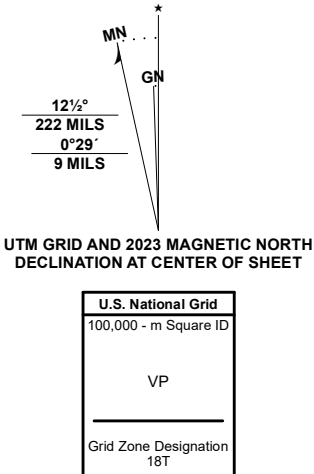 ★
MN
GN
12½°
222 MILS
0°29´
9 MILS
UTM GRID AND 2023 MAGNETIC NORTH
DECLINATION AT CENTER OF SHEET
U.S. National Grid
100,000 - m Square ID
VP
Grid Zone Designation
18T